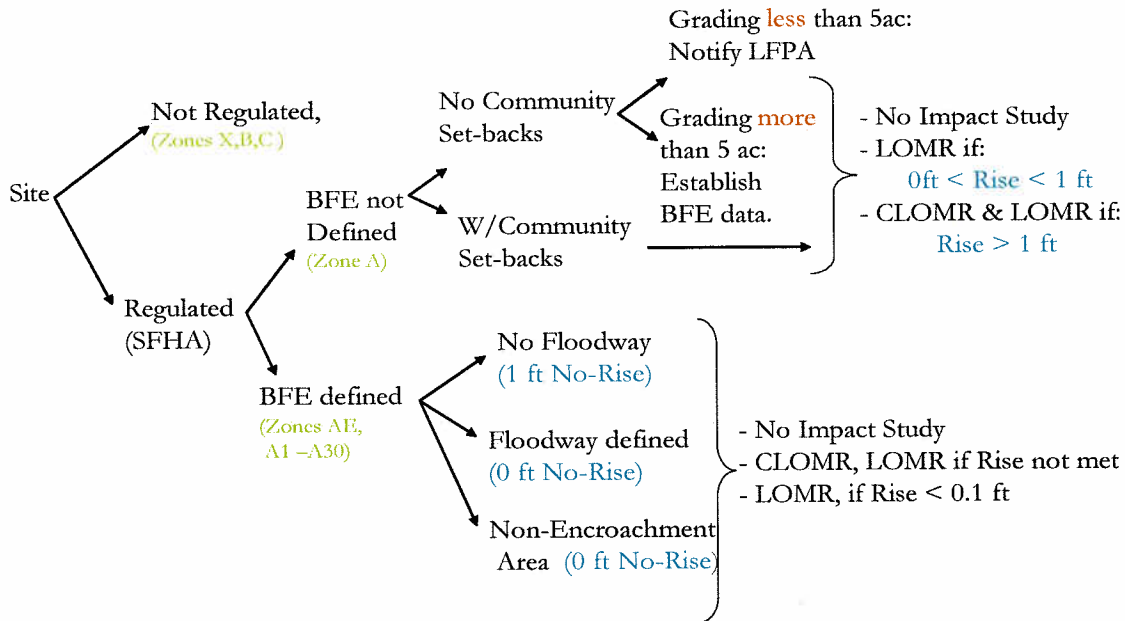 Site
Not Regulated,
(Zones X,B,C )
Regulated
(SFHA)
BFE not
Defined
(Zone A)
BFE defined
(Zones AE,
A1 –A30)
No Community
Set-backs
W/Community
Set-backs
Grading less than 5ac:
Notify LFPA
Grading more
than 5 ac:
Establish
BFE data.
- No Impact Study
- LOMR if:
0ft < Rise < 1 ft
- CLOMR & LOMR if:
Rise > 1 ft
No Floodway
(1 ft No-Rise)
Floodway defined
(0 ft No-Rise)
Non-Encroachment
Area (0 ft No-Rise)
- No Impact Study
- CLOMR, LOMR if Rise not met
- LOMR, if Rise < 0.1 ft